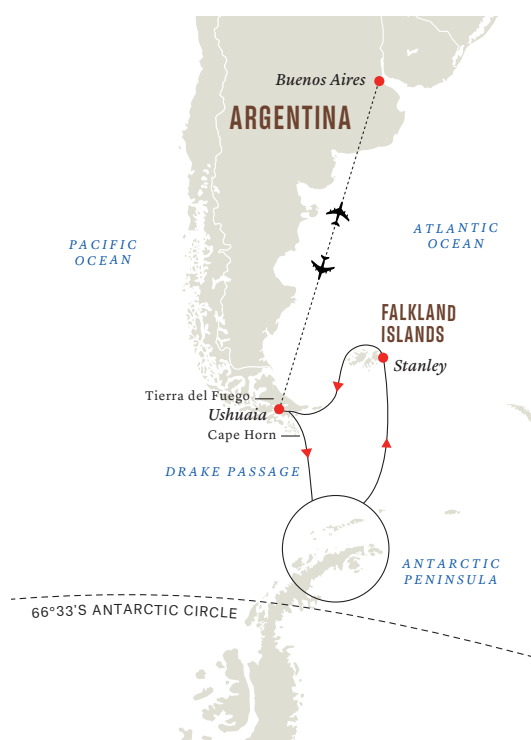 Buenos Aires
ARGENTINA
PACIFIC
OCEAN
ATLANTIC
OCEAN
FALKLAND
ISLANDS
Stanley
Tierra del Fuego
Ushuaia
Cape Horn
DRAKE PASSAGE
ANTARCTIC
PENINSULA
66°33'S ANTARCTIC CIRCLE